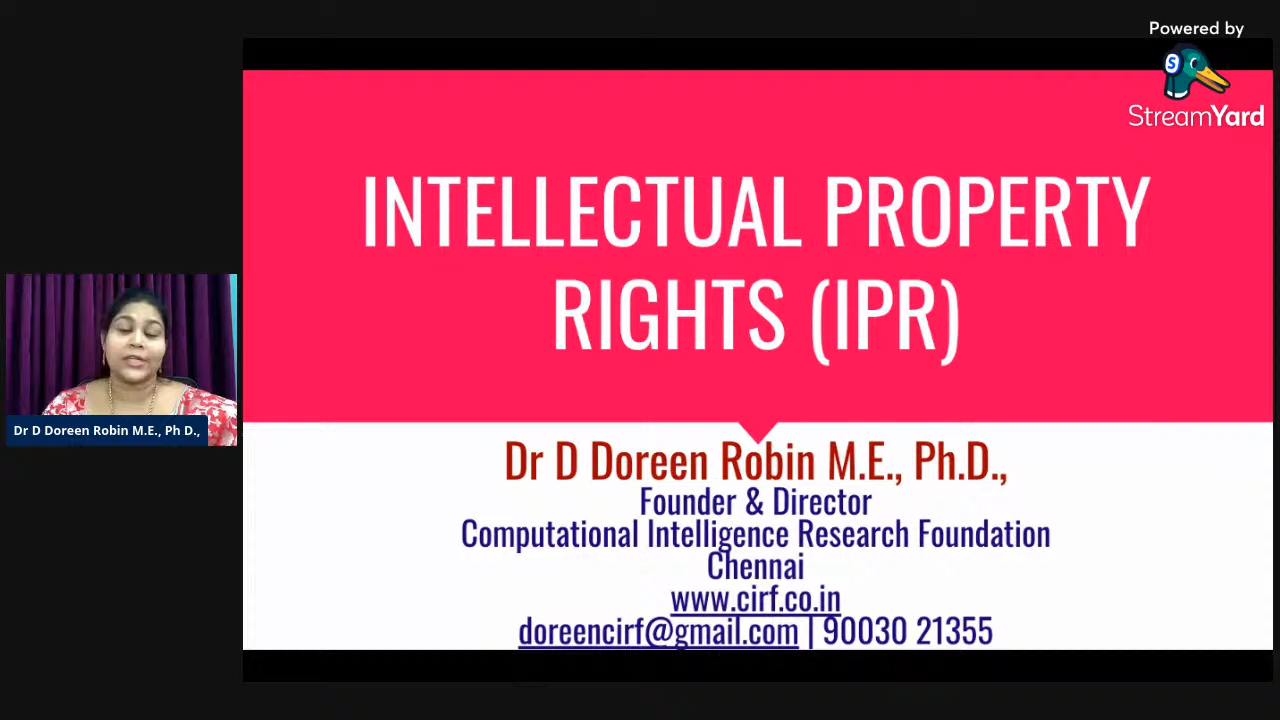 Powered by
S
StreamYard
INTELLECTUAL PROPERTY
RIGHTS (IPR)
Dr D Doreen Robin M.E., Ph D.,
Dr D Doreen Robin M.E., Ph.D.,
Founder & Director
Computational Intelligence Research Foundation
Chennai
www.cirf.co.in
doreencirf@gmail.com | 90030 21355